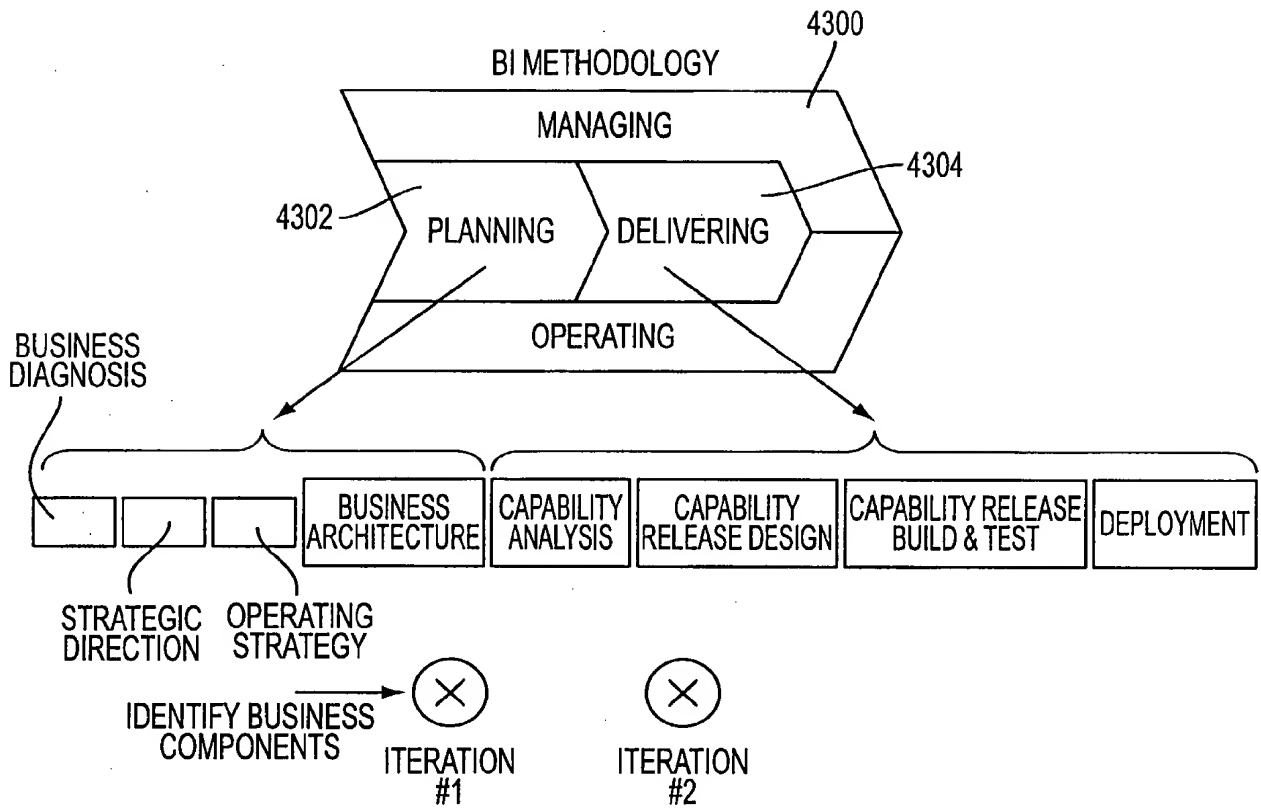 4300
BI METHODOLOGY
MANAGING
4304
4302
PLANNING
DELIVERING
OPERATING
BUSINESS
DIAGNOSIS
BUSINESS
ARCHITECTURE
CAPABILITY
ANALYSIS
CAPABILITY
RELEASE DESIGN
CAPABILITY RELEASE
BUILD & TEST
DEPLOYMENT
STRATEGIC
DIRECTION
OPERATING
STRATEGY
IDENTIFY BUSINESS
COMPONENTS
ITERATION
#1
ITERATION
#2